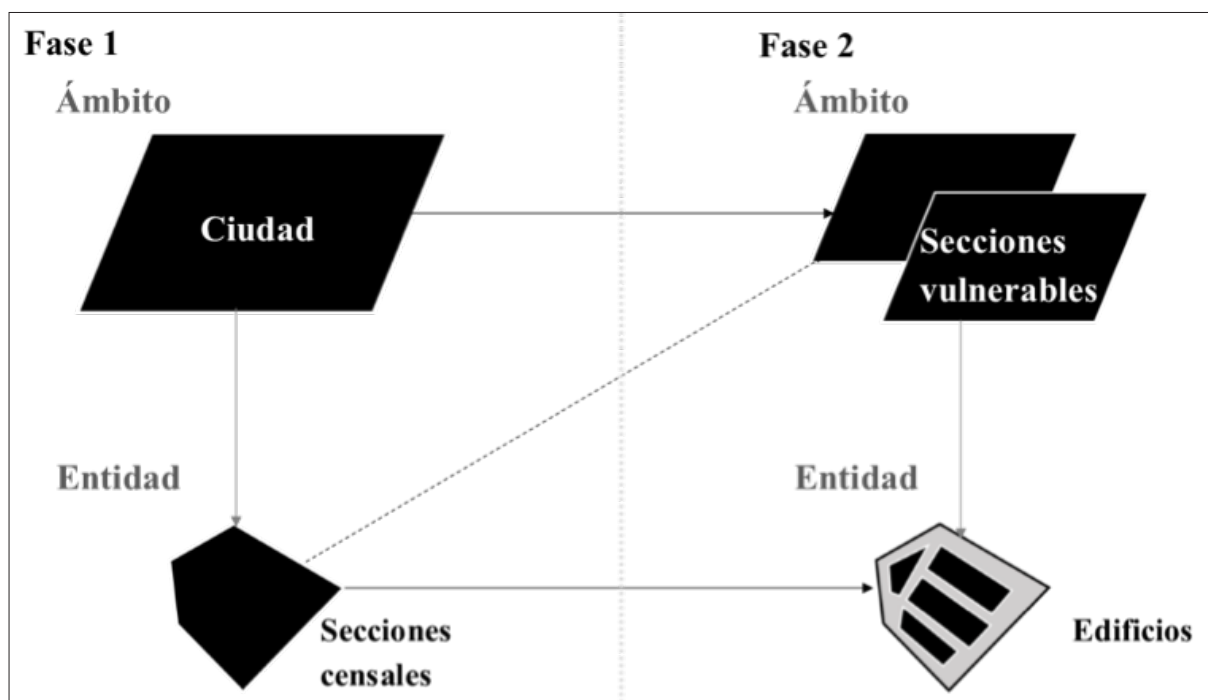 Fase 1
Ámbito
Ciudad
Entidad
Secciones
censales
Fase 2
Ámbito
Secciones
vulnerables
Entidad
Edificios